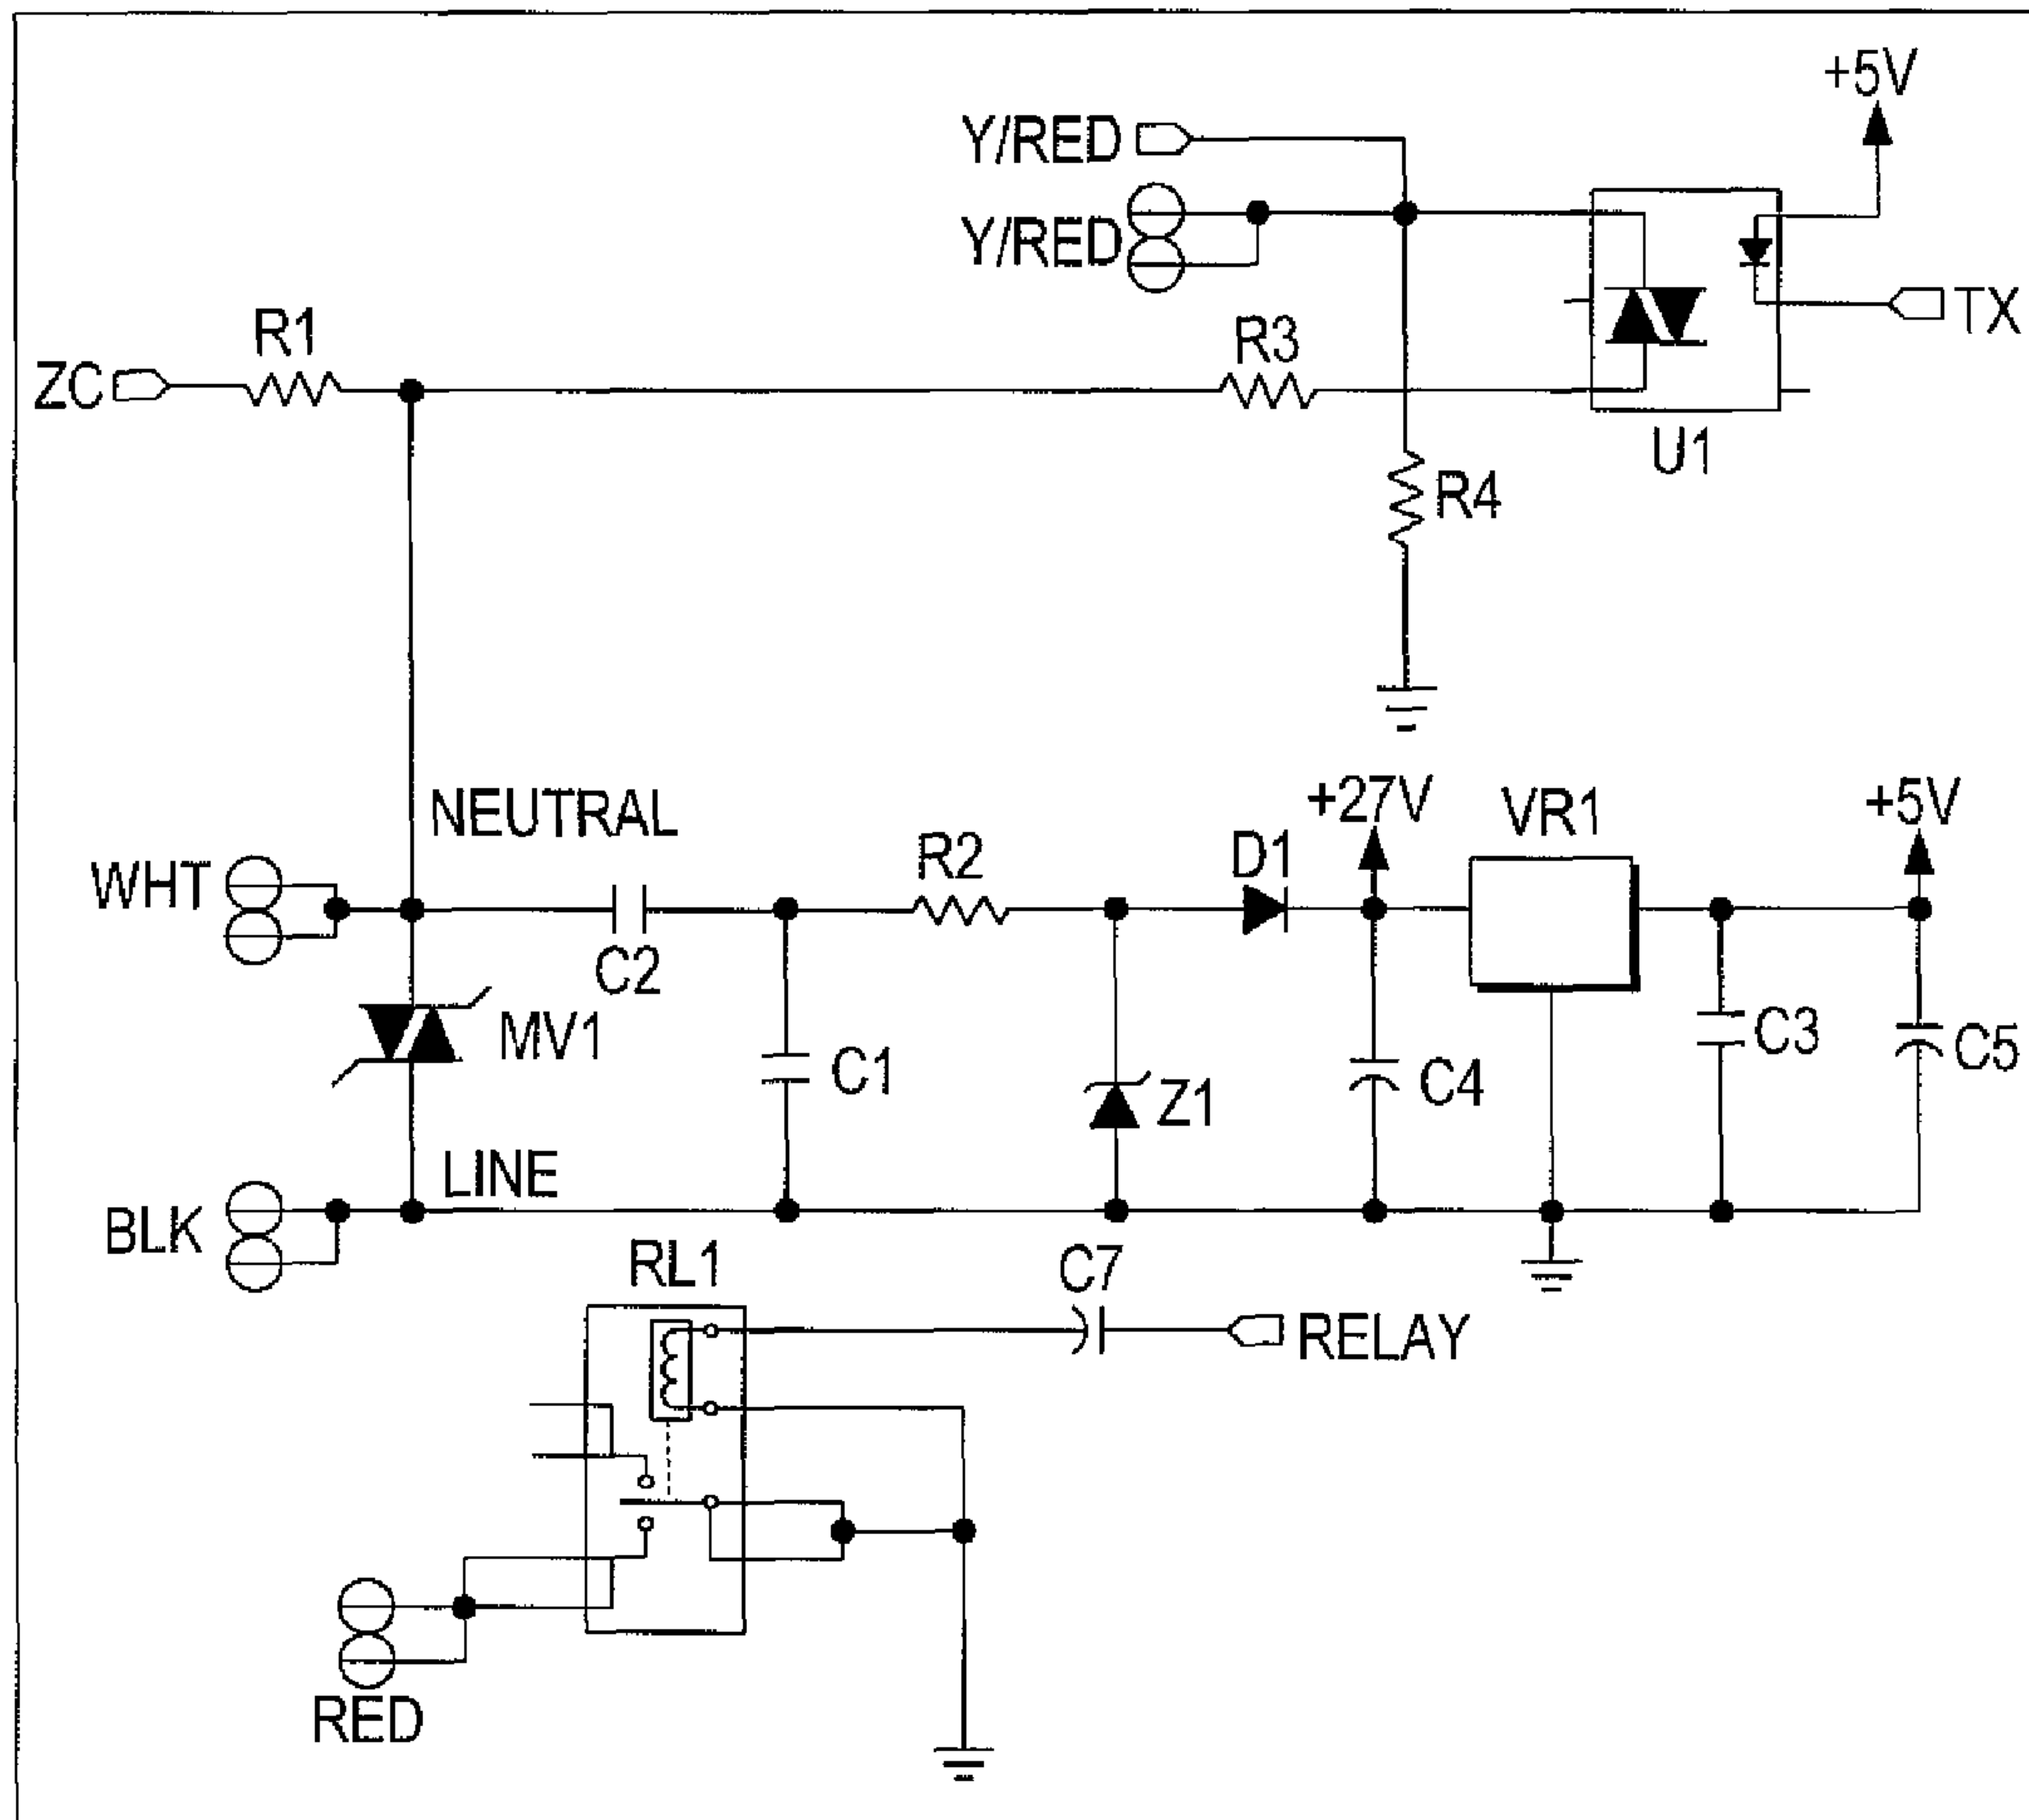 +5V
Y/RED
Y/RED
TX
R1
R3
ZC
U1
R4
NEUTRAL
+27V
VR1
+5V
WHT
R2
D1
C2
MV1
C1
Z1
C4
C3
C5
LINE
BLK
RL1
C7
RELAY
RED